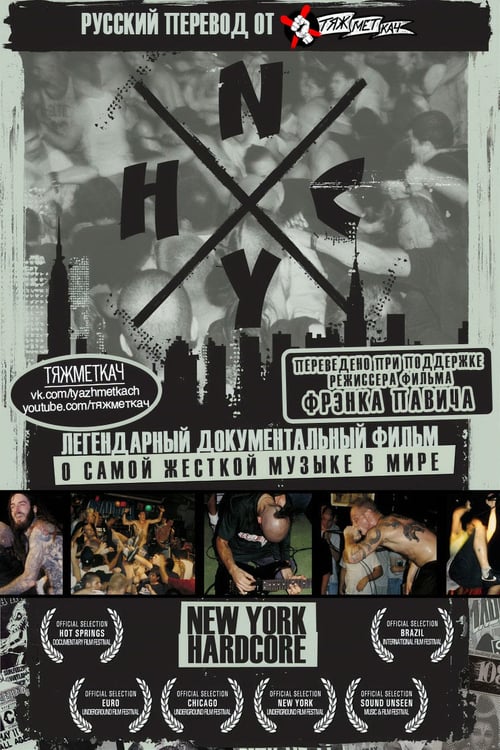 РУССКИЙ ПЕРЕВОД ОТ ТЯЖМЕТКАЧ
N
H C
Y
ТЯЖМЕТКАЧ
vk.com/tyazhmetkach
youtube.com/тяжметкач
ПЕРЕВЕДЕНО ПРИ ПОДДЕРЖКЕ
РЕЖИССЕРА ФИЛЬМА
ФРЭНКА ПАВИЧА
ЛЕГЕНДАРНЫЙ ДОКУМЕНТАЛЬНЫЙ ФИЛЬМ
О САМОЙ ЖЕСТКОЙ МУЗЫКЕ В МИРЕ
NEW YORK
HARDCORE
OFFICIAL SELECTION
HOT SPRINGS
DOCUMENTARY FILM FESTIVAL
OFFICIAL SELECTION
BRAZIL
INTERNATIONAL FILM FESTIVAL
OFFICIAL SELECTION
EURO
UNDERGROUND FILM FESTIVAL
OFFICIAL SELECTION
CHICAGO
UNDERGROUND FILM FESTIVAL
OFFICIAL SELECTION
NEW YORK
UNDERGROUND FILM FESTIVAL
OFFICIAL SELECTION
SOUND UNSEEN
MUSIC & FILM FESTIVAL